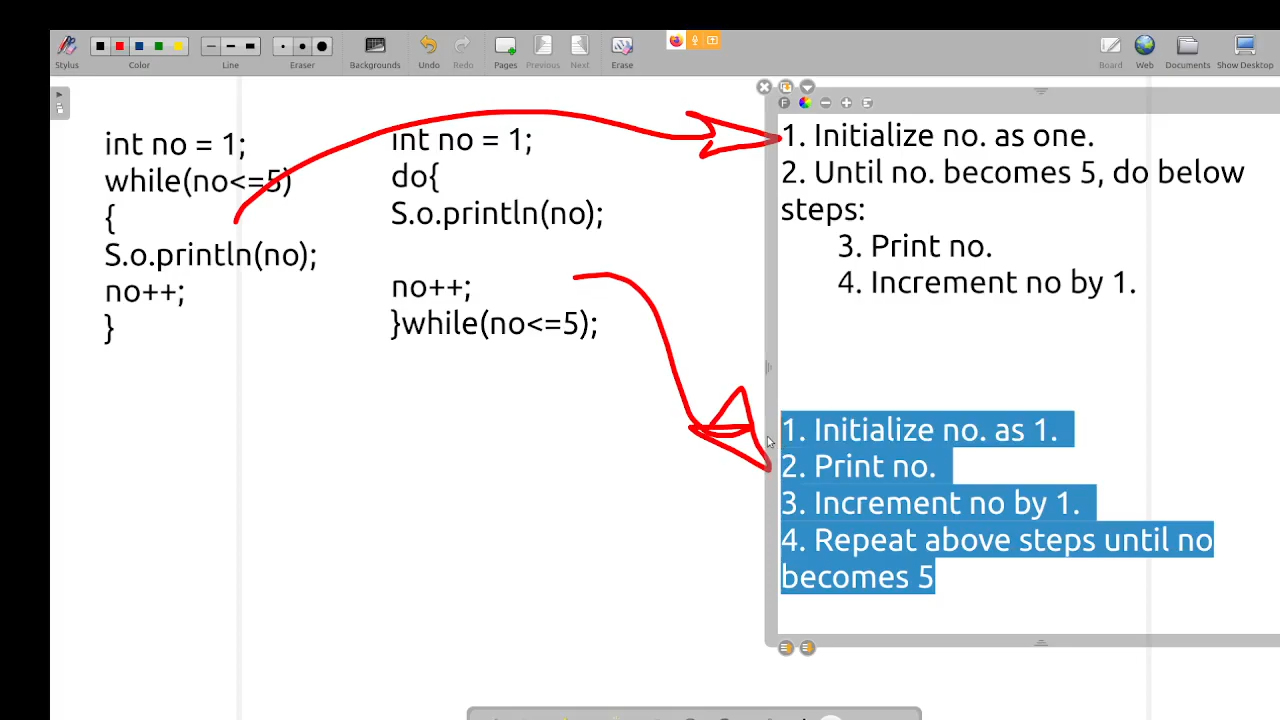 Stylus
Color
Line
Eraser
Backgrounds
Undo
Redo
Pages
Previous
Next
Erase
Board
Web
Documents
Show Desktop
int no = 1;
while(no<=5)
{
S.o.println(no);
no++;
}
int no = 1;
do{
S.o.println(no);
no++;
}while(no<=5);
1. Initialize no. as one.
2. Until no. becomes 5, do below
steps:
3. Print no.
4. Increment no by 1.
1. Initialize no. as 1.
2. Print no.
3. Increment no by 1.
4. Repeat above steps until no
becomes 5